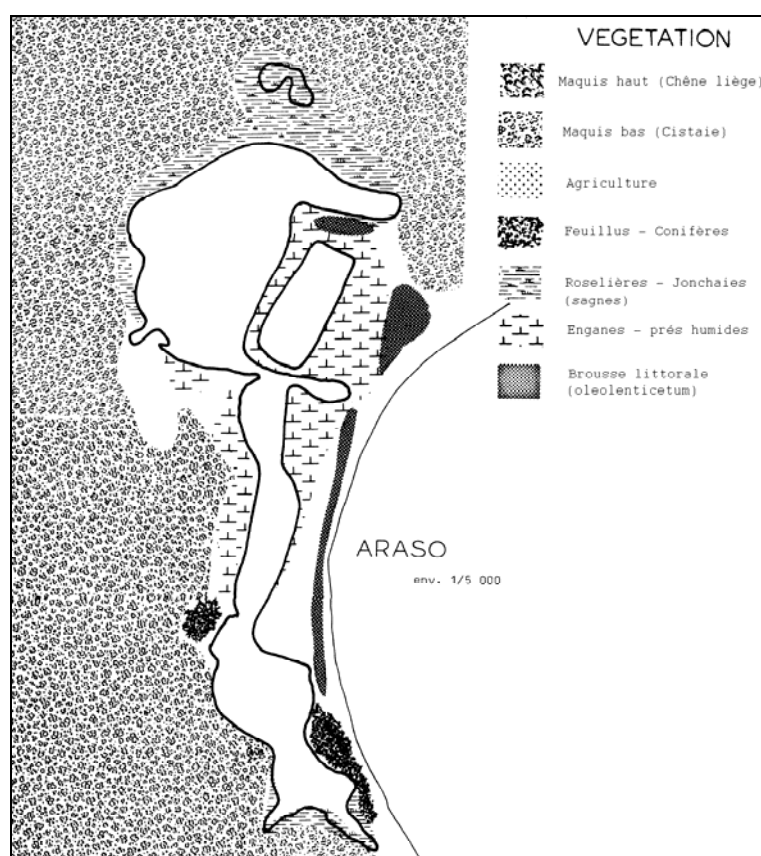 VEGETATION
Maquis haut (Chêne liège)
Maquis bas (Cistaie)
Agriculture
Feuillus - Conifères
Roselières - Jonchaies
(sagnes)
Enganes - prés humides
Brousse littorale
(oleolenticetum)
ARASO
env. 1/5 000